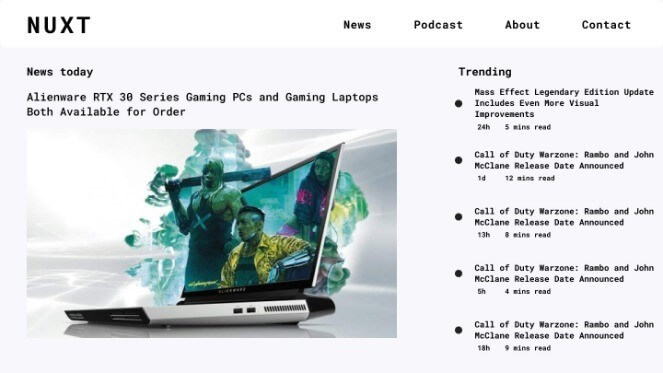 NUXT
News
Podcast
About
Contact
News today
Alienware RTX 30 Series Gaming PCs and Gaming Laptops
Both Available for Order
ALIENWARE
Trending
Mass Effect Legendary Edition Update
Includes Even More Visual
Improvements
24h 5 mins read
Call of Duty Warzone: Rambo and John
McClane Release Date Announced
1d 12 mins read
Call of Duty Warzone: Rambo and John
McClane Release Date Announced
13h 8 mins read
Call of Duty Warzone: Rambo and John
McClane Release Date Announced
5h 4 mins read
Call of Duty Warzone: Rambo and John
McClane Release Date Announced
18h 9 mins read